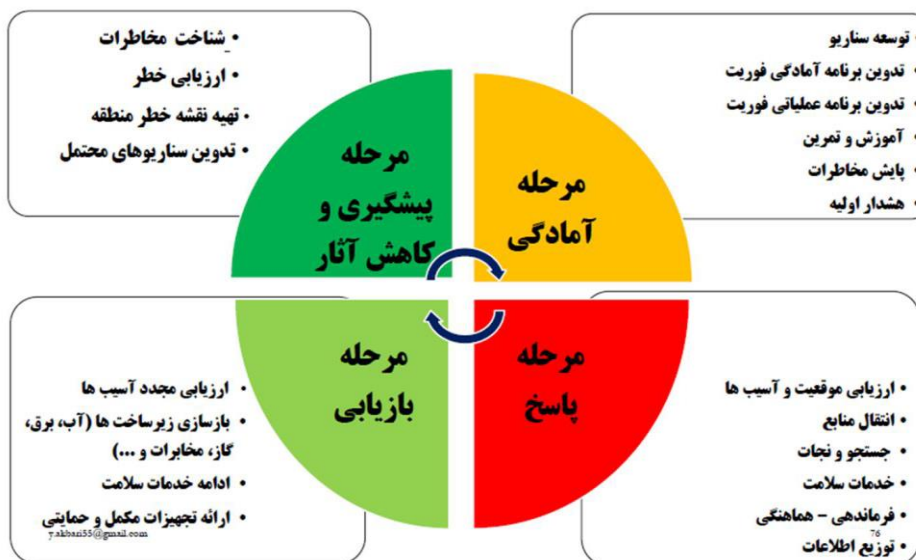 توسعه سناریو
تدوین برنامه آمادگی فوریت
تدوین برنامه عملیاتی فوریت
آموزش و تمرین
پایش مخاطرات
هشدار اولیه
شناخت مخاطرات
ارزیابی خطر
تهیه نقشه خطر منطقه
تدوین سناریوهای محتمل
مرحله
آمادگی
مرحله
پیشگیری و
کاهش آثار
مرحله
پاسخ
مرحله
بازیابی
ارزیابی موقعیت و آسیب ها
انتقال منابع
جستجو و نجات
خدمات سلامت
فرماندهی - هماهنگی
توزیع اطلاعات
ارزیابی مجدد آسیب ها
بازسازی زیرساخت ها (آب، برق،
گاز، مخابرات و ...)
ادامه خدمات سلامت
ارائه تجهیزات مکمل و حمایتی
y.akbari55@gmail.com
76